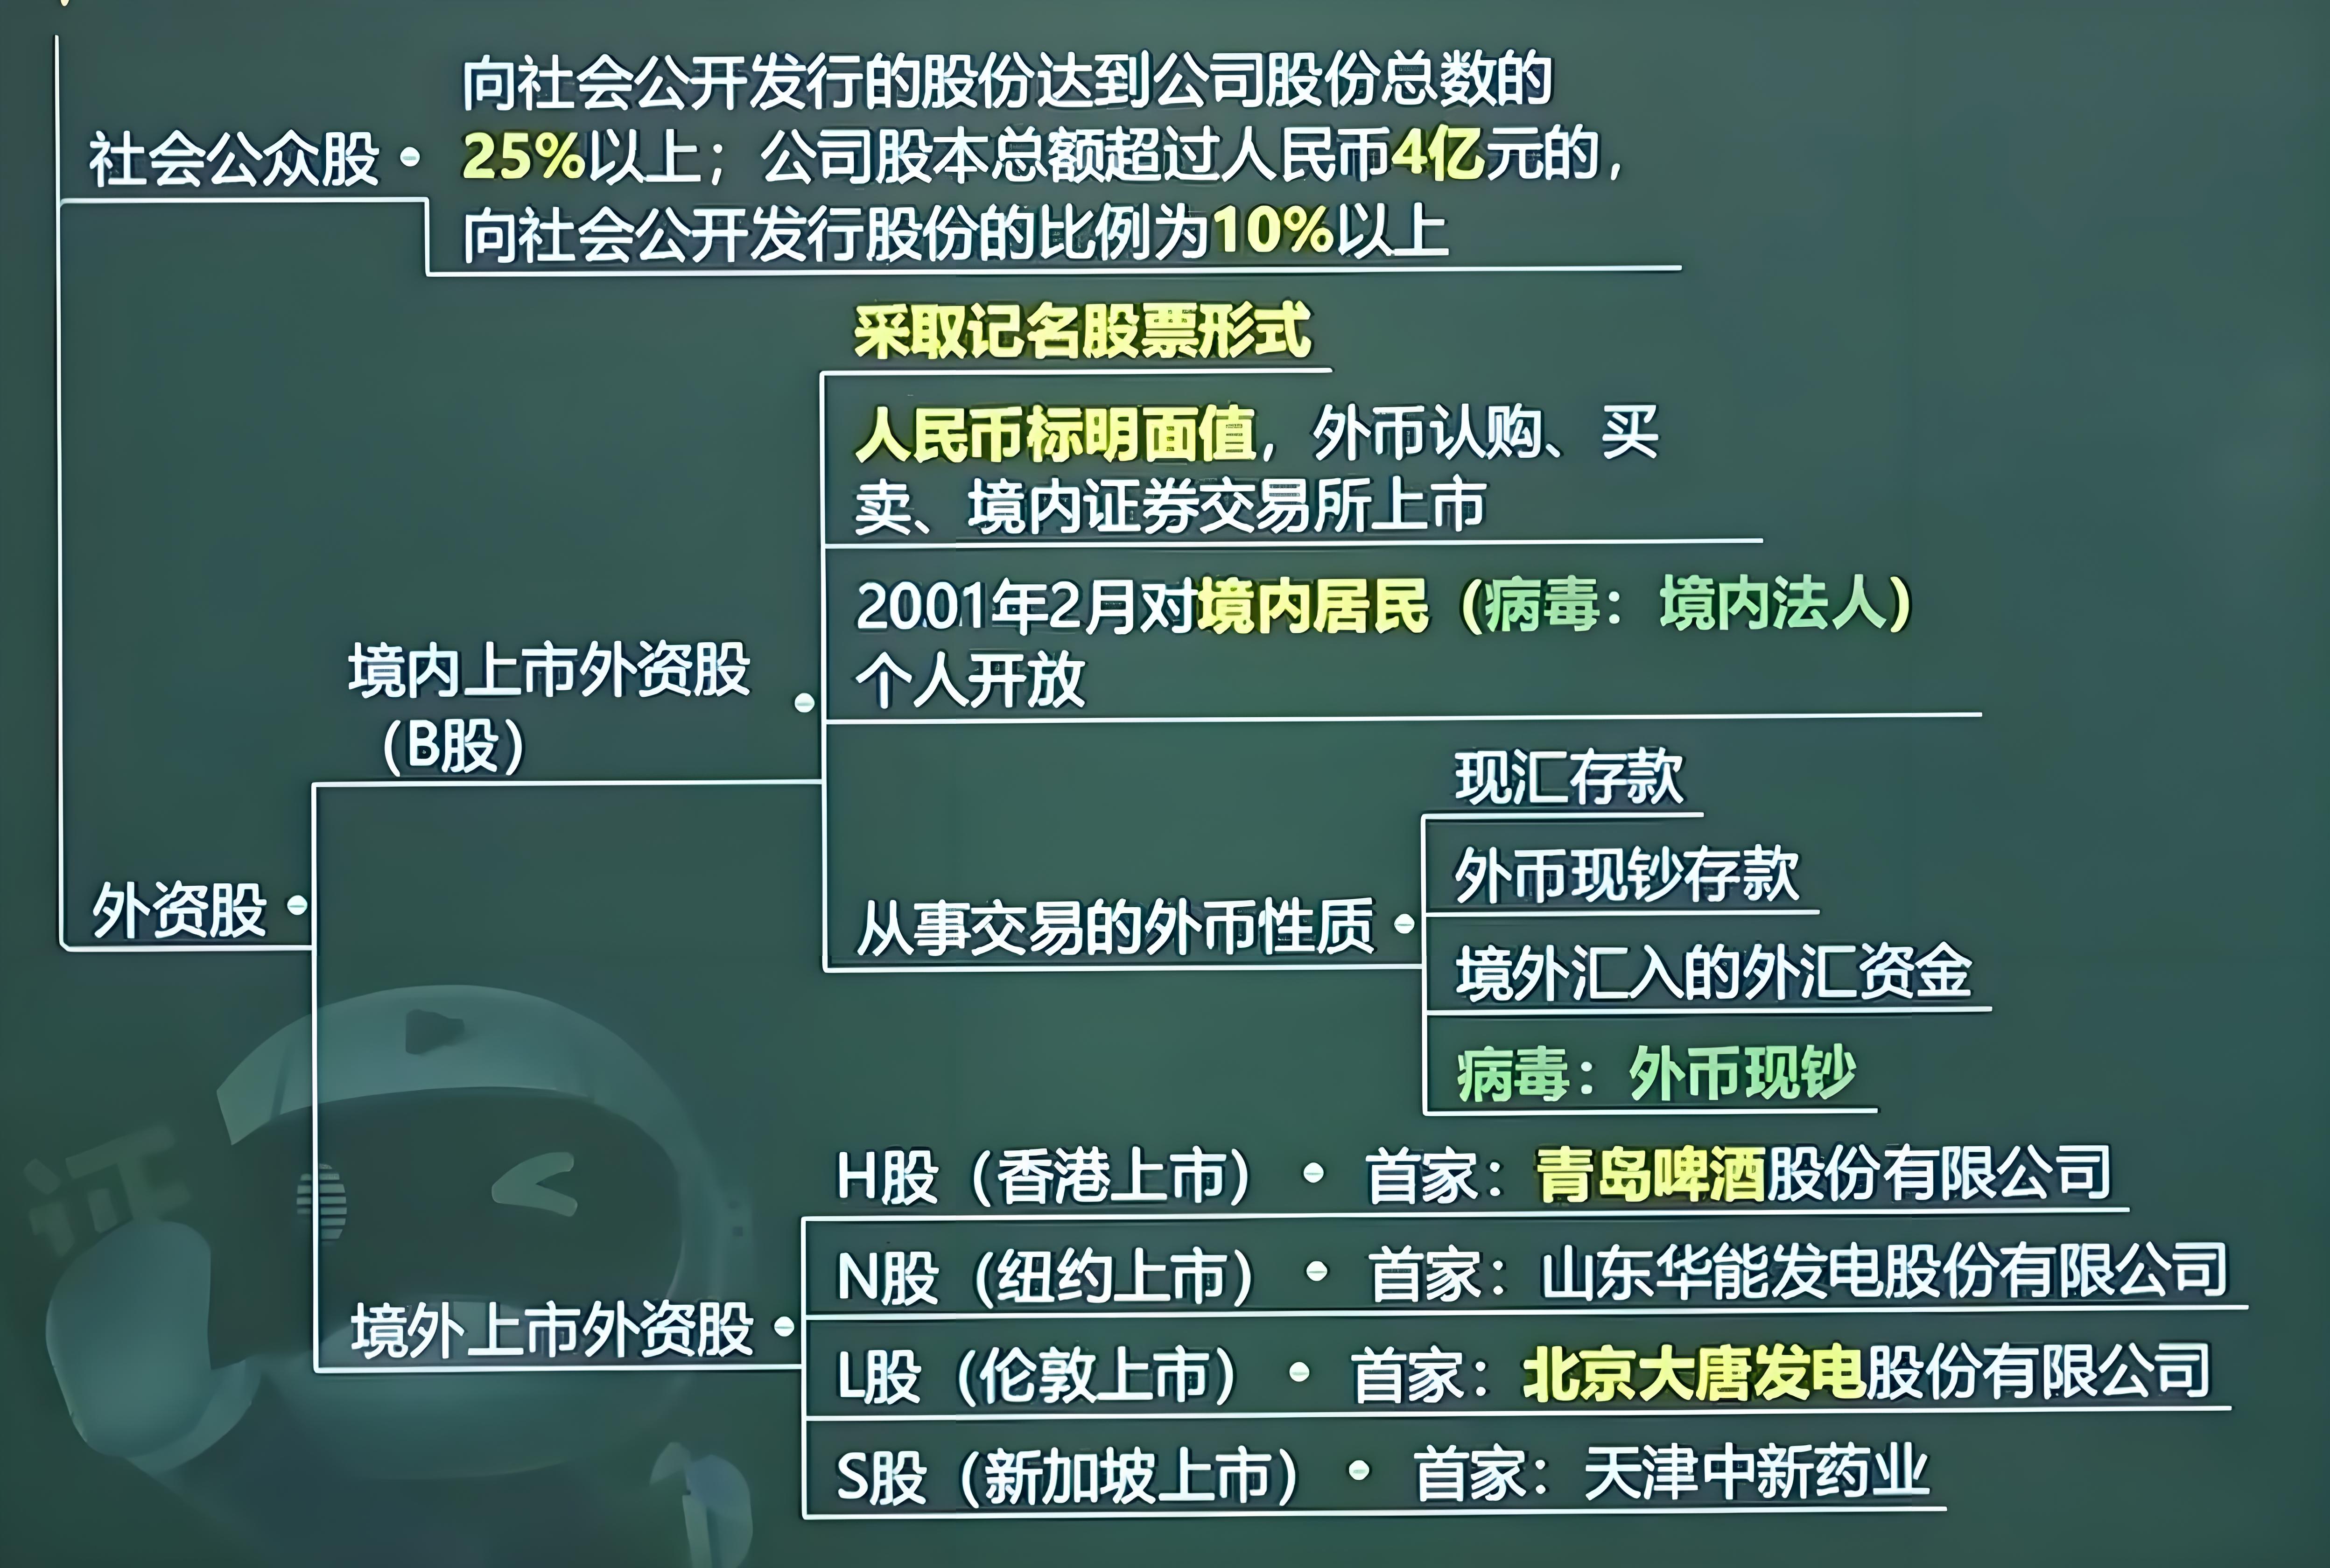 向社会公开发行的股份达到公司股份总数的
社会公众股
25%以上；公司股本总额超过人民币4亿元的，
向社会公开发行股份的比例为10%以上
采取记名股票形式
人民币标明面值，外币认购、买
卖、境内证券交易所上市
2001年2月对境内居民（病毒：境内法人）
个人开放
境内上市外资股
（B股）
现汇存款
外币现钞存款
外资股
从事交易的外币性质
境外汇入的外汇资金
病毒：外币现钞
H股（香港上市）
首家：青岛啤酒股份有限公司
N股（纽约上市）
首家：山东华能发电股份有限公司
境外上市外资股
L股（伦敦上市）
首家：北京大唐发电股份有限公司
S股（新加坡上市）
首家：天津中新药业
证